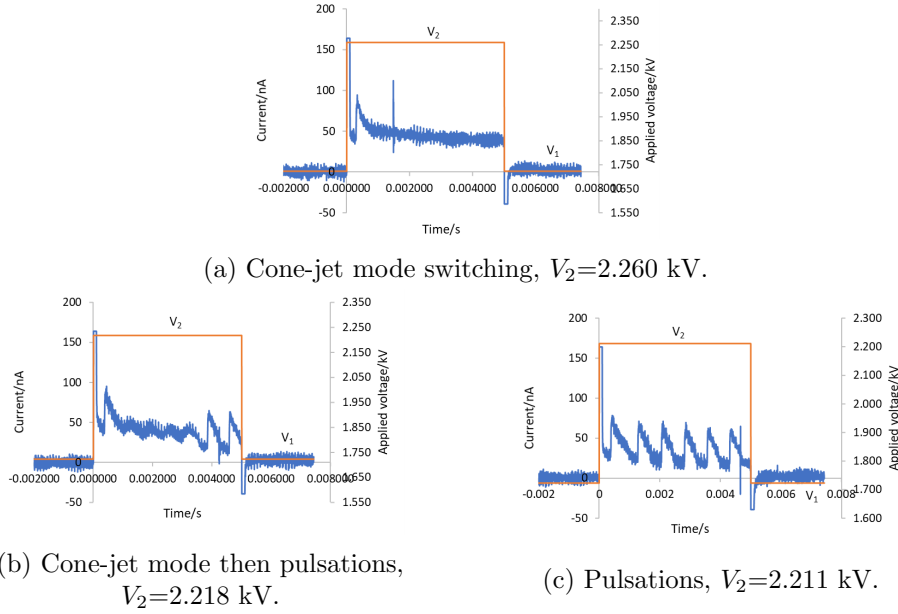 200
150
100
50
0
-50
Current/nA
2.350
2.250
2.150
2.050
1.950
1.850
1.750
1.650
1.550
Applied voltage/kV
V2
V1
-0.002000 0.000000 0.002000 0.004000 0.006000 0.008000
Time/s
(a) Cone-jet mode switching, V2=2.260 kV.
200
150
100
50
0
-50
Current/nA
2.350
2.250
2.150
2.050
1.950
1.850
1.750
1.650
1.550
Applied voltage/kV
V2
V1
-0.002000 0.000000 0.002000 0.004000 0.006000 0.008000
Time/s
(b) Cone-jet mode then pulsations,
V2=2.218 kV.
200
150
100
50
0
-50
Current/nA
2.300
2.200
2.100
2.000
1.900
1.800
1.700
1.600
Applied voltage/kV
V2
V1
-0.002 0 0.002 0.004 0.006 0.008
Time/s
(c) Pulsations, V2=2.211 kV.